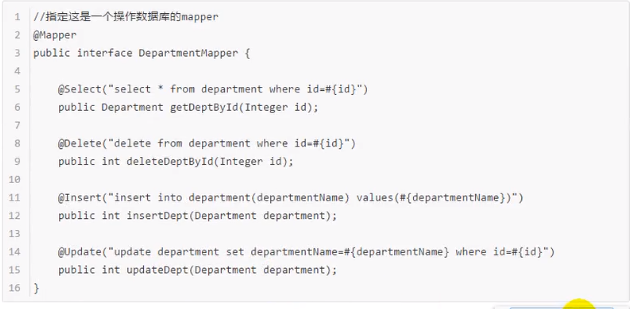 1 //指定这是一个操作数据库的mapper
2 @Mapper
3 public interface DepartmentMapper {
4
5     @Select("select * from department where id=#{id}")
6     public Department getDeptById(Integer id);
7
8     @Delete("delete from department where id=#{id}")
9     public int deleteDeptById(Integer id);
10
11     @Insert("insert into department(departmentName) values(#{departmentName})")
12     public int insertDept(Department department);
13
14     @Update("update department set departmentName=#{departmentName} where id=#{id}")
15     public int updateDept(Department department);
16 }